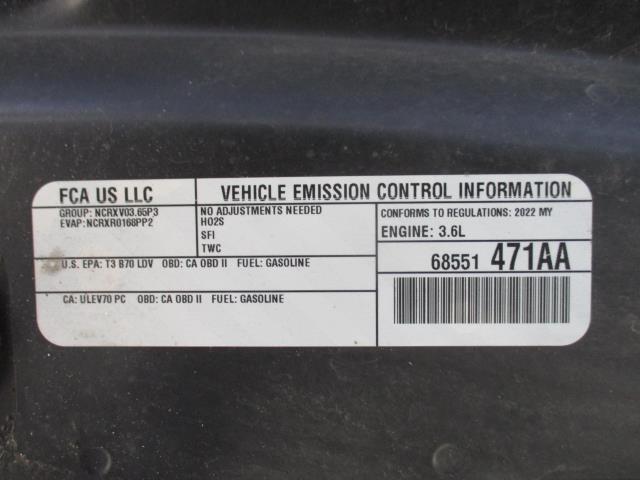 FCA US LLC
VEHICLE EMISSION CONTROL INFORMATION
GROUP: NCRXV03.65P3
EVAP: NCRXR0168PP2
NO ADJUSTMENTS NEEDED
HO2S
SFI
TWC
CONFORMS TO REGULATIONS: 2022 MY
ENGINE: 3.6L
68551 471AA
U.S. EPA: T3 B70 LDV OBD: CA OBD II FUEL: GASOLINE
CA: ULEV70 PC OBD: CA OBD II FUEL: GASOLINE